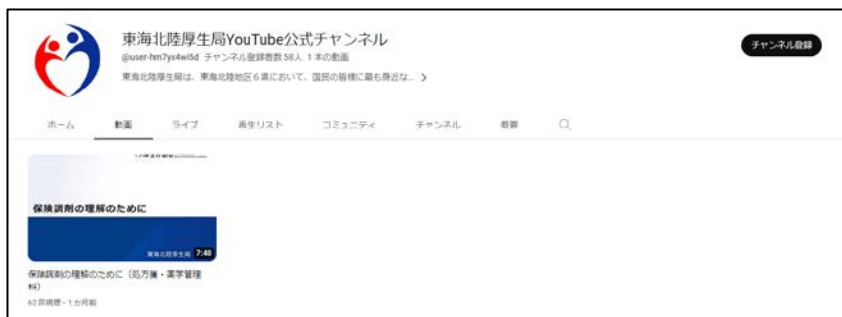 東海北陸厚生局YouTube公式チャンネル
@user-hm7yx4wi5d チャンネル登録者数 58人 1 本の動画
東海北陸厚生局は、東海北陸地区6県において、国民の皆様に最も身近な...
チャンネル登録
ホーム 動画 ライブ 再生リスト コミュニティ チャンネル 概要
保険調剤の理解のために
東海北陸厚生局 7:40
保険調剤の理解のために（処方箋・薬学管理
料）
62 回視聴・1 か月前